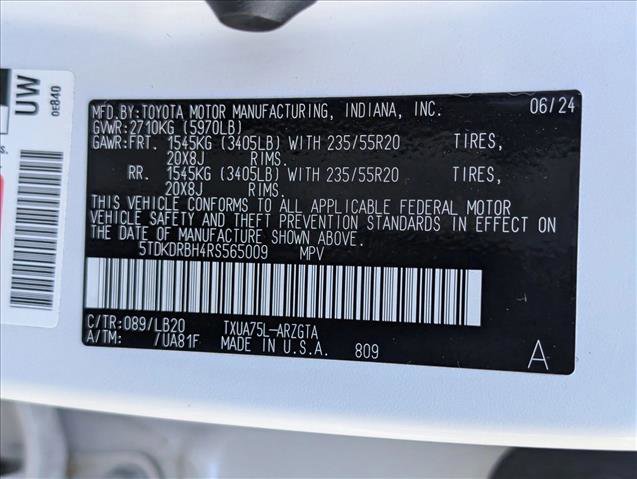 UW
0E840
s.
MFD.BY:TOYOTA MOTOR MANUFACTURING, INDIANA, INC. 06/24
GVWR:2710KG (5970LB)
GAWR:FRT. 1545KG (3405LB) WITH 235/55R20 TIRES,
20X8J RIMS.
RR. 1545KG (3405LB) WITH 235/55R20 TIRES,
20X8J RIMS.
THIS VEHICLE CONFORMS TO ALL APPLICABLE FEDERAL MOTOR
VEHICLE SAFETY AND THEFT PREVENTION STANDARDS IN EFFECT ON
THE DATE OF MANUFACTURE SHOWN ABOVE.
5TDKDRBH4RS565009 MPV
C/TR:089/LB20 TXUA75L-ARZGTA
A/TM: /UA81F MADE IN U.S.A. 809
A